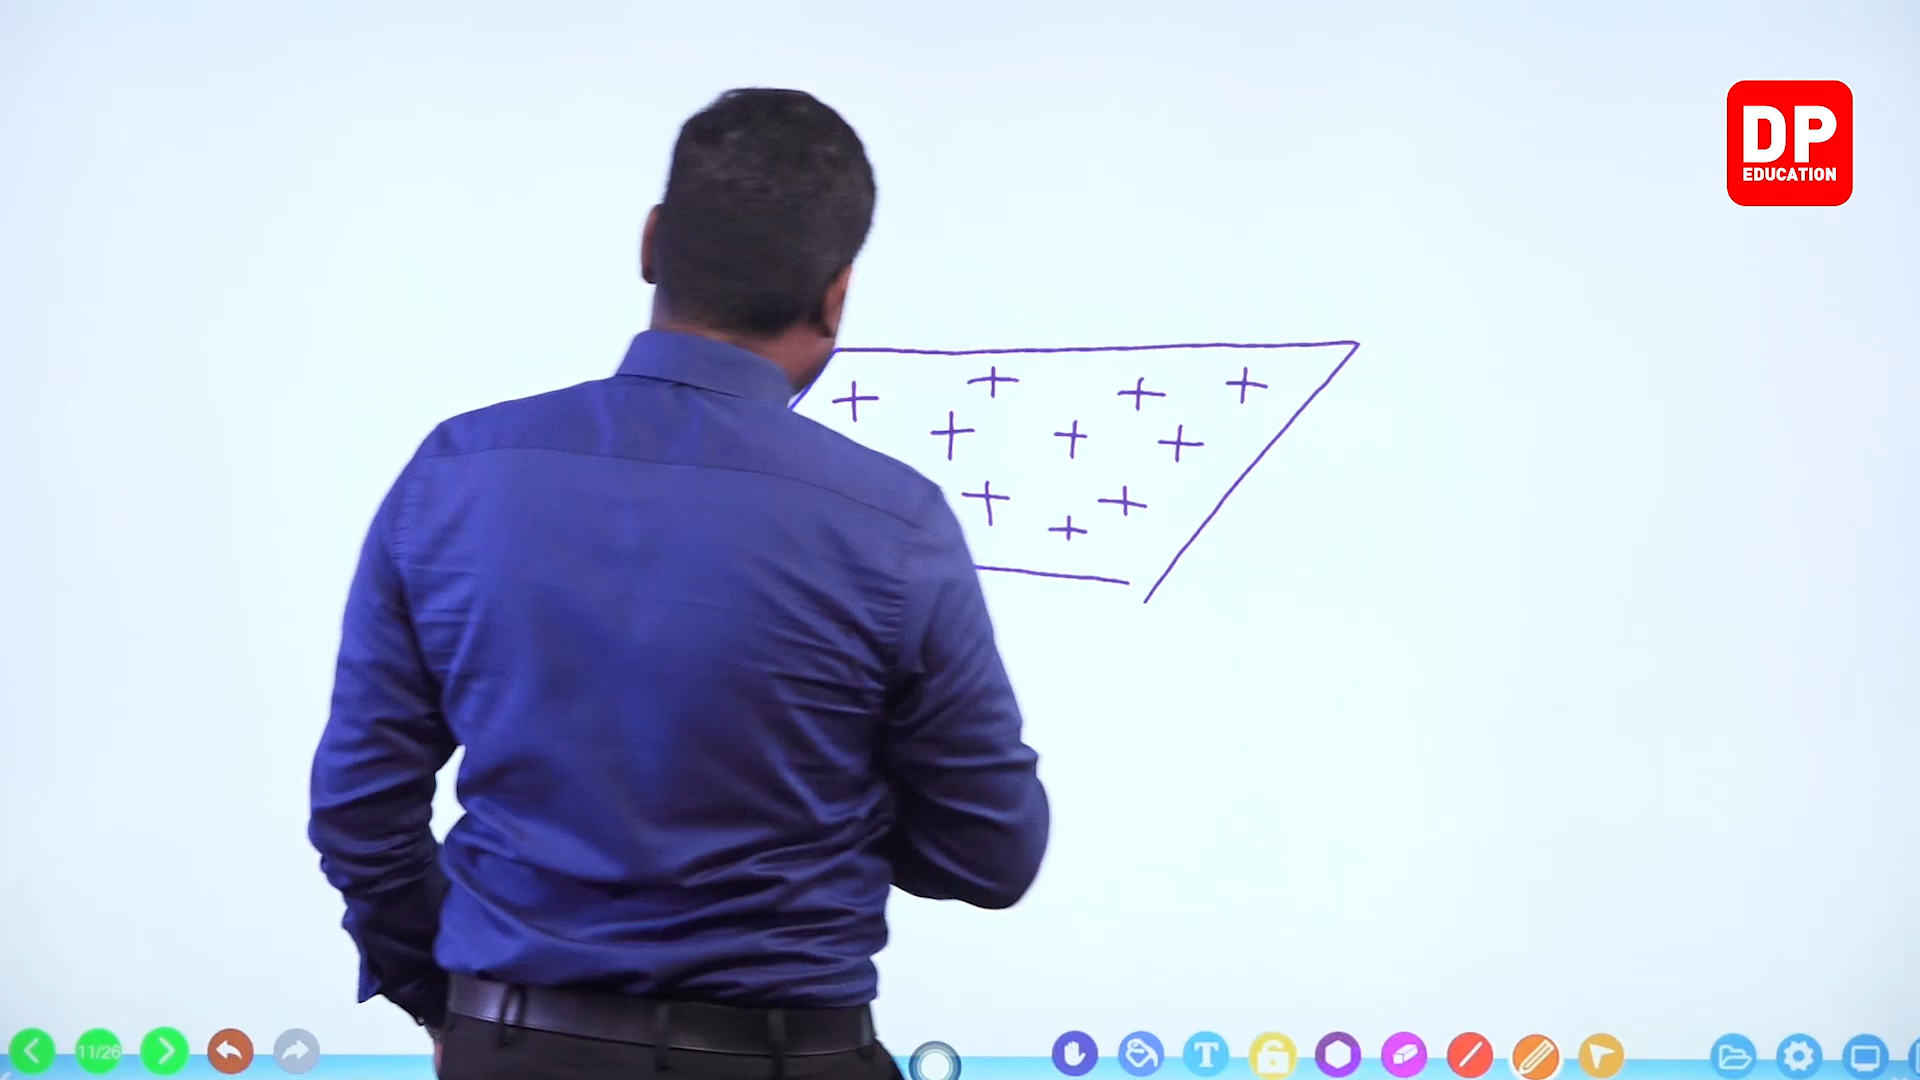 DP
EDUCATION
+ + + +
+ + + +
+ +
+
11/26
T